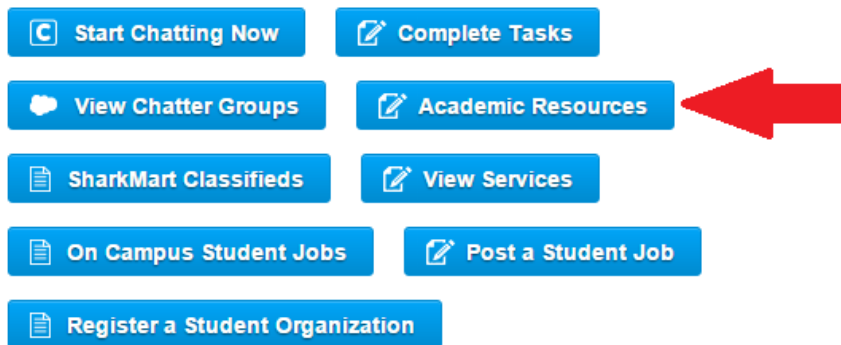 Start Chatting Now
Complete Tasks
View Chatter Groups
Academic Resources
SharkMart Classifieds
View Services
On Campus Student Jobs
Post a Student Job
Register a Student Organization